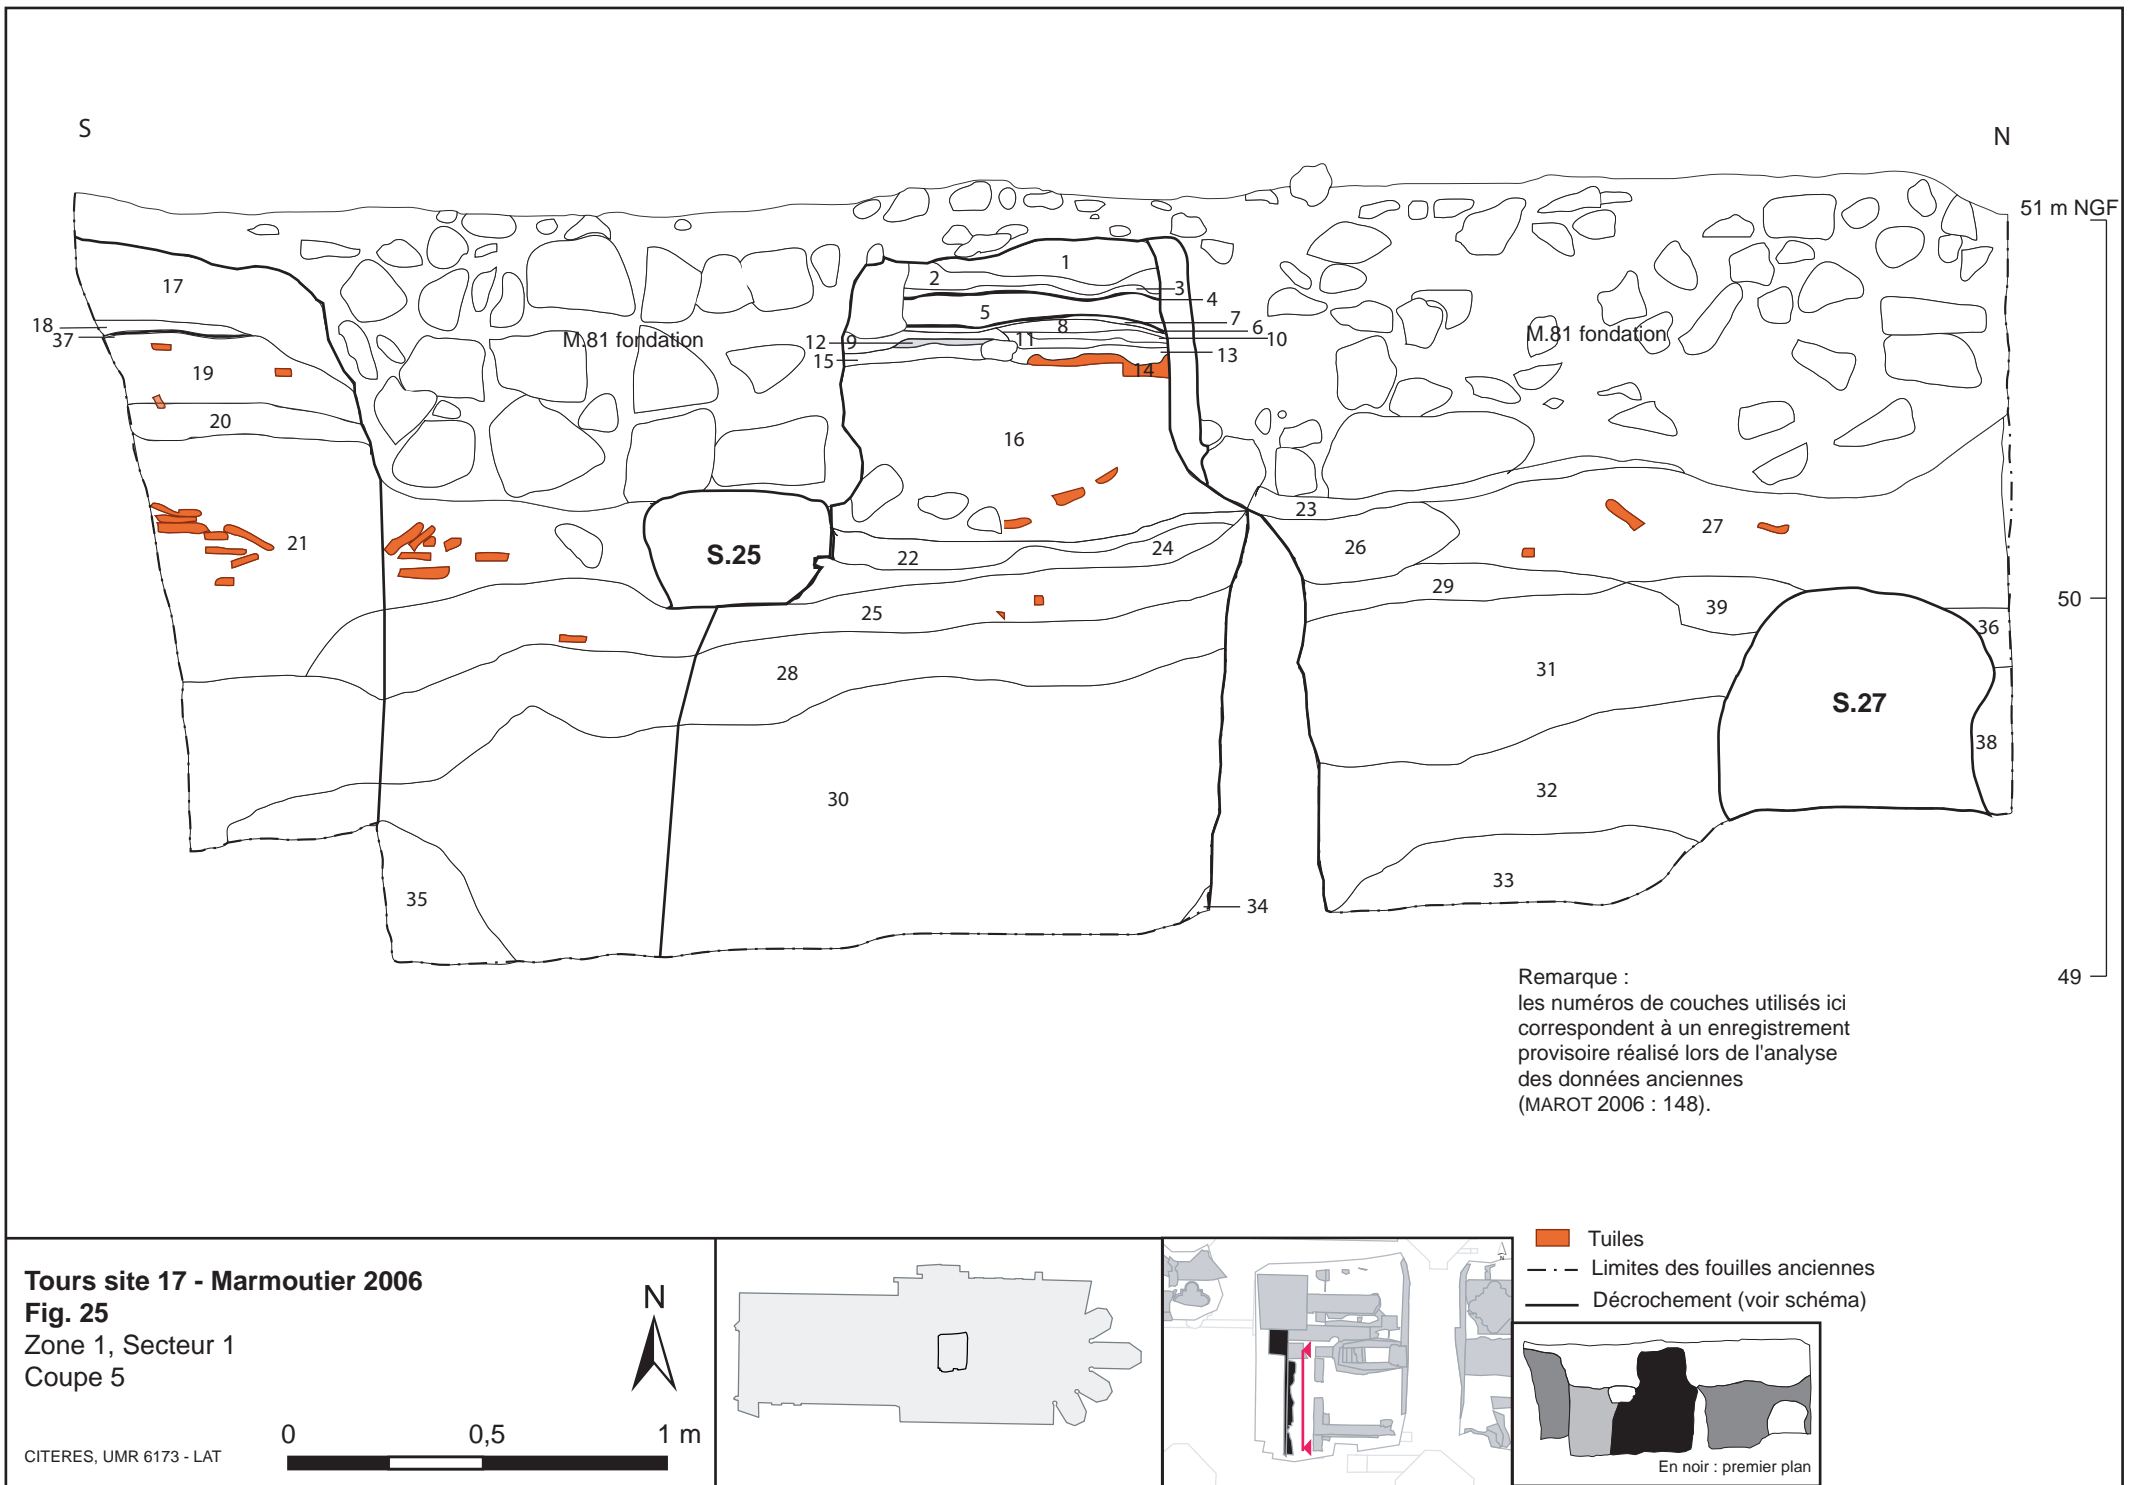 S
N
51 m NGF
1
2
3
17
4
5
7
18
8
6
37
M.81 fondation
12
9
11
10
M.81 fondation
15
13
14
19
20
16
23
27
21
S.25
22
24
26
29
50
25
39
36
28
31
S.27
38
30
32
33
35
34
49
Remarque :
les numéros de couches utilisés ici
correspondent à un enregistrement
provisoire réalisé lors de l'analyse
des données anciennes
(MAROT 2006 : 148).
Tours site 17 - Marmoutier 2006
Fig. 25
Zone 1, Secteur 1
Coupe 5
N
0
0,5
1 m
CITERES, UMR 6173 - LAT
Tuiles
Limites des fouilles anciennes
Décrochement (voir schéma)
En noir : premier plan